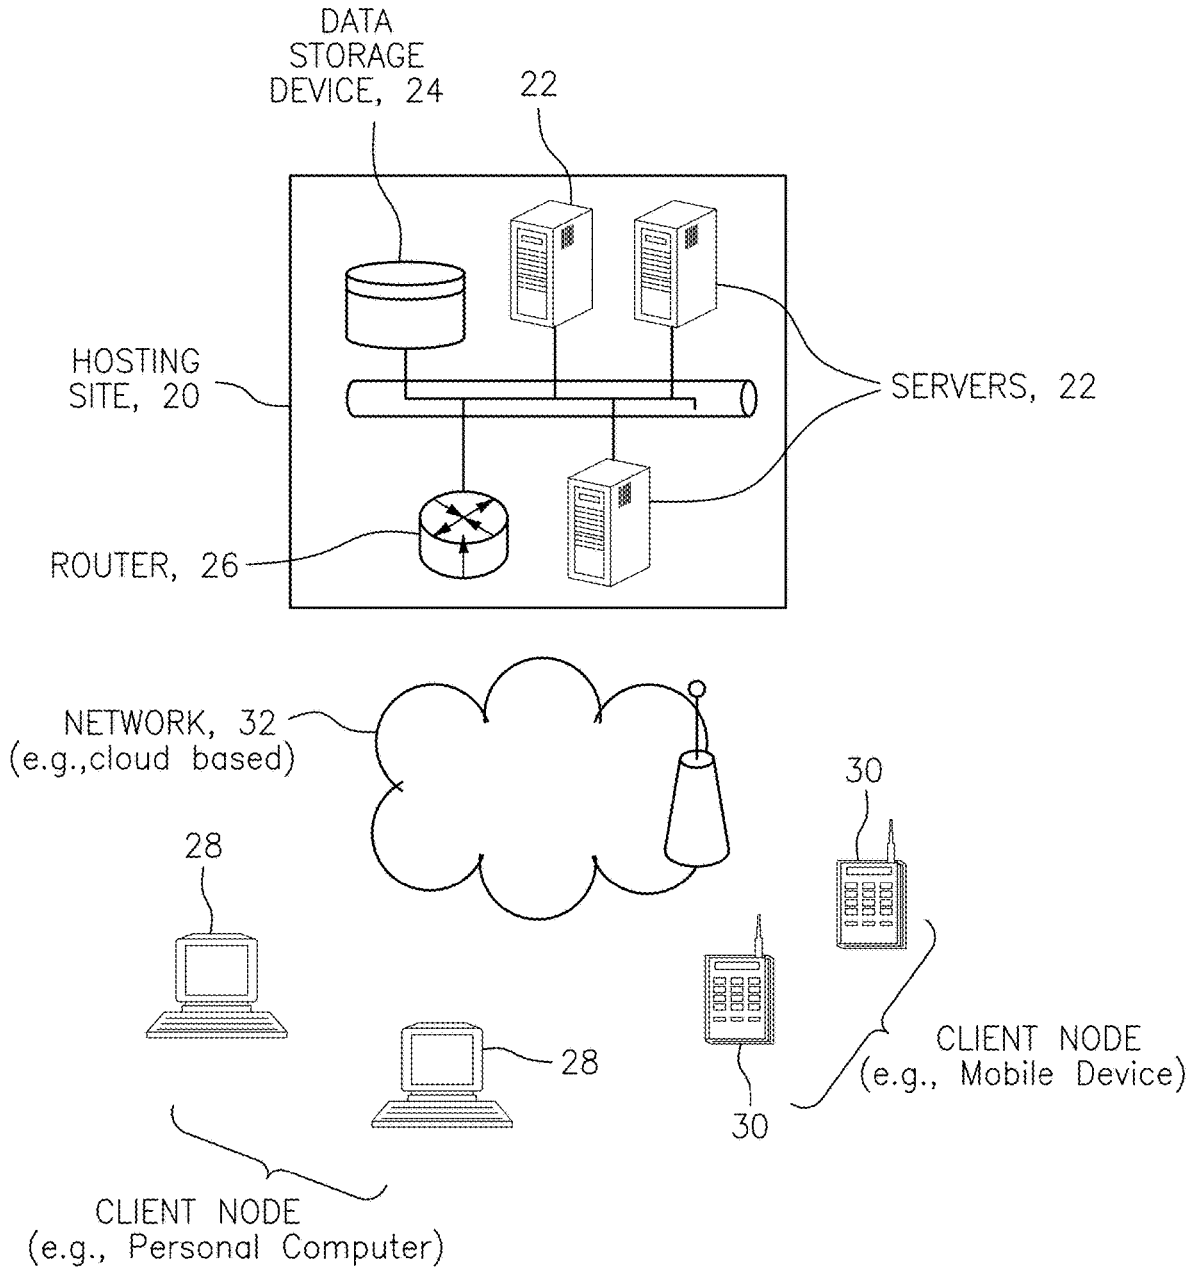 DATA
STORAGE
DEVICE, 24
22
HOSTING
SITE, 20
SERVERS, 22
ROUTER, 26
NETWORK, 32
(e.g.,cloud based)
30
28
28
30
CLIENT NODE
(e.g., Mobile Device)
CLIENT NODE
(e.g., Personal Computer)